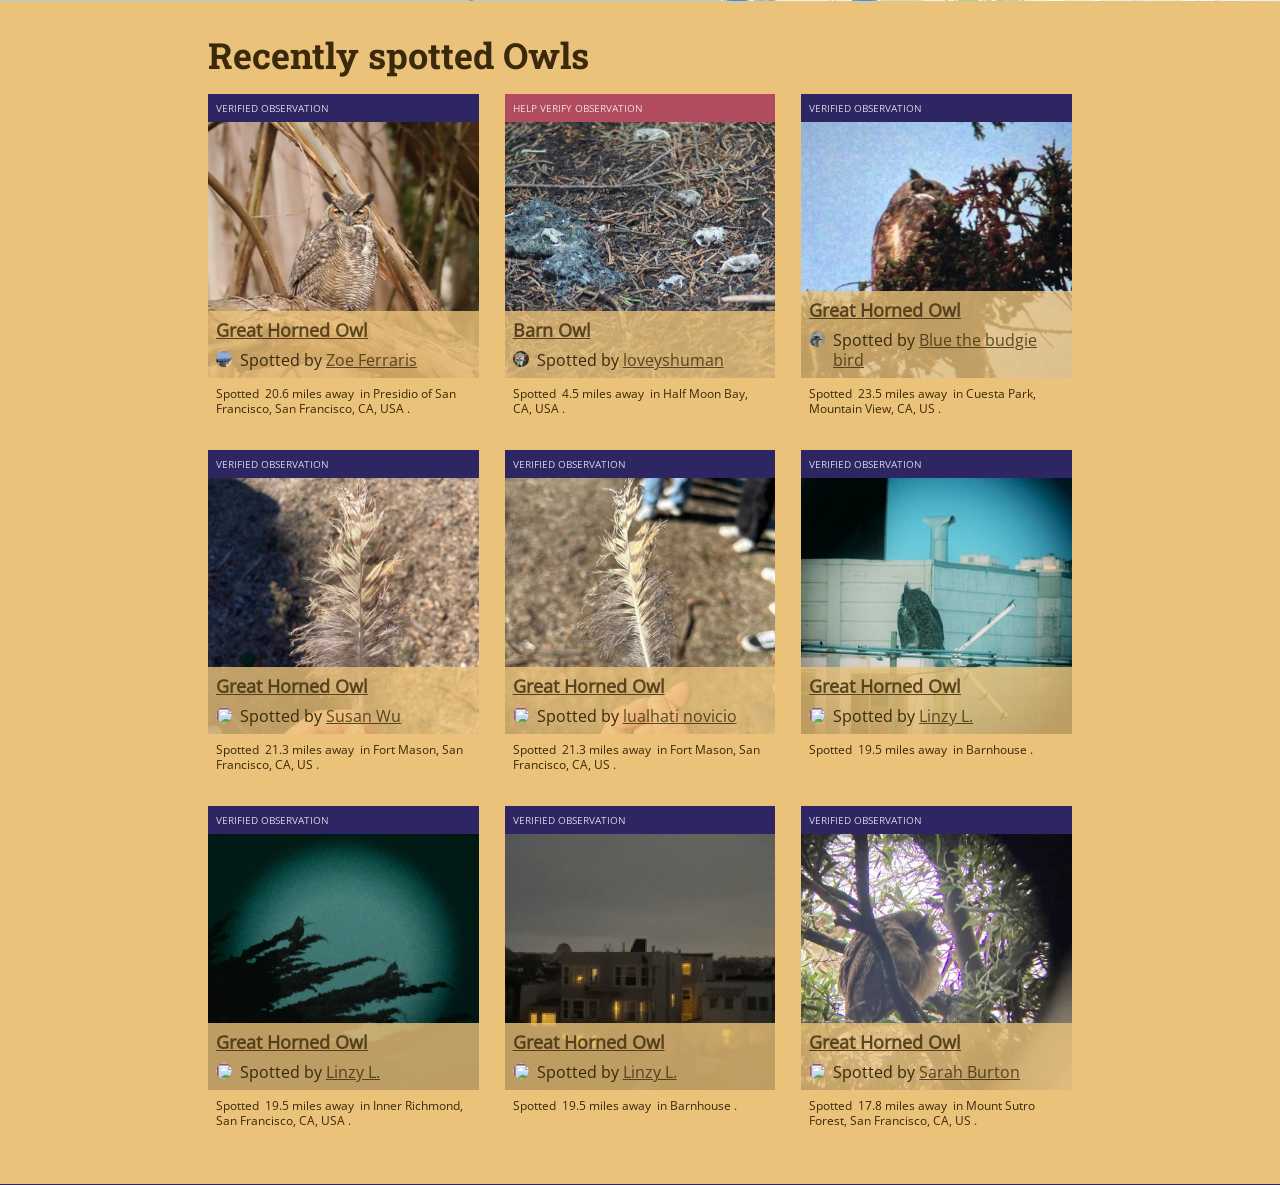 Recently spotted Owls
VERIFIED OBSERVATION
Great Horned Owl
Spotted by Zoe Ferraris
Spotted 20.6 miles away in Presidio of San
Francisco, San Francisco, CA, USA .
HELP VERIFY OBSERVATION
Barn Owl
Spotted by loveyshuman
Spotted 4.5 miles away in Half Moon Bay,
CA, USA .
VERIFIED OBSERVATION
Great Horned Owl
Spotted by Blue the budgie
bird
Spotted 23.5 miles away in Cuesta Park,
Mountain View, CA, US .
VERIFIED OBSERVATION
Great Horned Owl
Spotted by Susan Wu
Spotted 21.3 miles away in Fort Mason, San
Francisco, CA, US .
VERIFIED OBSERVATION
Great Horned Owl
Spotted by lualhati novicio
Spotted 21.3 miles away in Fort Mason, San
Francisco, CA, US .
VERIFIED OBSERVATION
Great Horned Owl
Spotted by Linzy L.
Spotted 19.5 miles away in Barnhouse .
VERIFIED OBSERVATION
Great Horned Owl
Spotted by Linzy L.
Spotted 19.5 miles away in Inner Richmond,
San Francisco, CA, USA .
VERIFIED OBSERVATION
Great Horned Owl
Spotted by Linzy L.
Spotted 19.5 miles away in Barnhouse .
VERIFIED OBSERVATION
Great Horned Owl
Spotted by Sarah Burton
Spotted 17.8 miles away in Mount Sutro
Forest, San Francisco, CA, US .